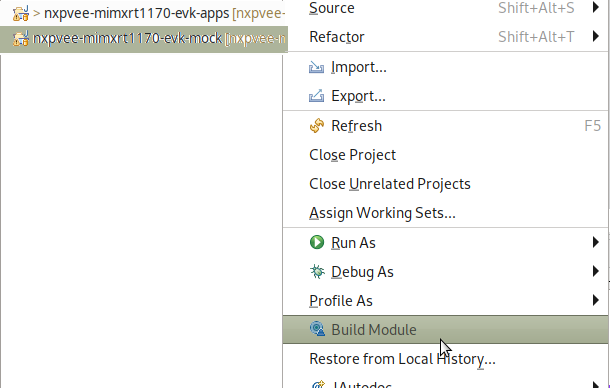 > nxpvee-mimxrt1170-evk-apps [nxpvee-
nxpvee-mimxrt1170-evk-mock [nxpvee-n
Source Shift+Alt+S
Refactor Shift+Alt+T
Import...
Export...
Refresh F5
Close Project
Close Unrelated Projects
Assign Working Sets...
Run As
Debug As
Profile As
Build Module
Restore from Local History...
JAutodoc